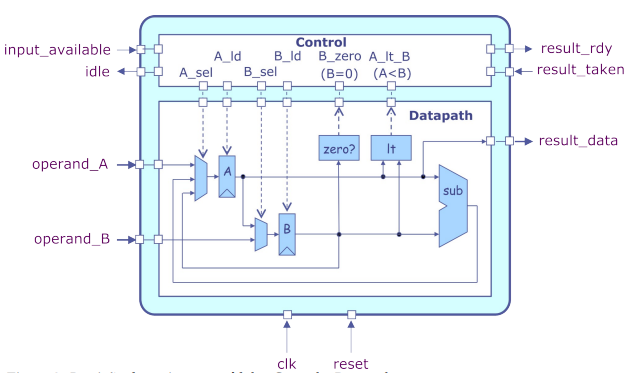 Control
input_available
idle
A_sel
A_ld
B_sel
B_ld
B_zero
(B=0)
A_lt_B
(A<B)
result_rdy
result_taken
Datapath
zero?
lt
result_data
operand_A
A
sub
operand_B
B
clk
reset